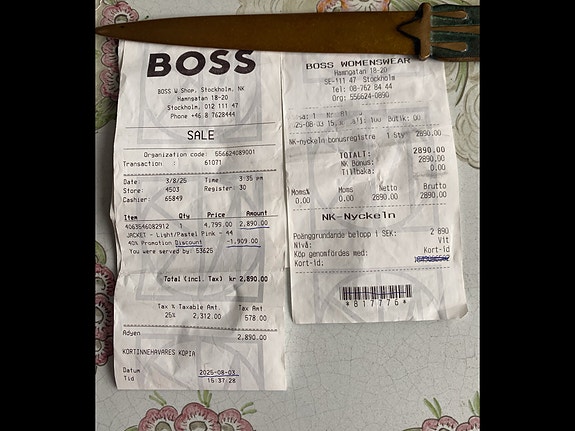 BOSS
BOSS W Shop, Stockholm, NK
Hamngatan 18-20
Stockholm, 012 111 47
Phone +46 8 7628444
SALE
Organization code: 556624089001
Transaction : 61071
Date: 3/8/25 Time : 3:35 pm
Store 4503 Register: 30
Cashier: 65849
Item Qty Price Amount
4063546082912 1 4,799.00 2,890.00
JACKET - Light/Pastel Pink - 44
40% Promotion Discount -1,909.00
You were served by: 53625
Total (incl. Tax) kr 2,890.00
Tax % Taxable Amt. Tax Amt
25% 2,312.00 578.00
Adyen 2,890.00
KORTINNEHAVARES KOPIA
Datum 2025-08-03
Tid 15:37:28
BOSS WOMENSWEAR
Hamngatan 18-20
SE-111 47 Stockholm
Tel: 08-762 84 44
Org: 556624-0890
Butik:
NK-nyckeln bonusregistre 1 Sty 2890.00
TOTALT: 2890.00
NK Bonus: 2890.00
Tillbaka: 0.00
Moms% Moms Netto Brutto
0.00 0.00 2890.00 2890.00
NK-Nyckeln
Poänggrundande belopp i SEK: 2 890
Nivå: Vit
Köp genomfördes med: Kort-id
Kort-id:
*817776*